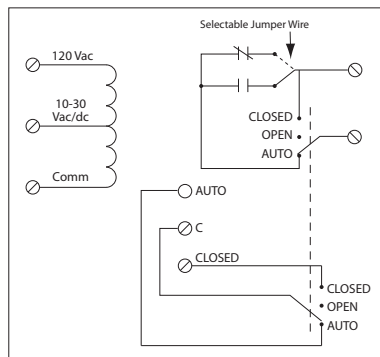 Selectable Jumper Wire
120 Vac
10-30
Vac/dc
Comm
CLOSED
OPEN
AUTO
AUTO
C
CLOSED
CLOSED
OPEN
AUTO